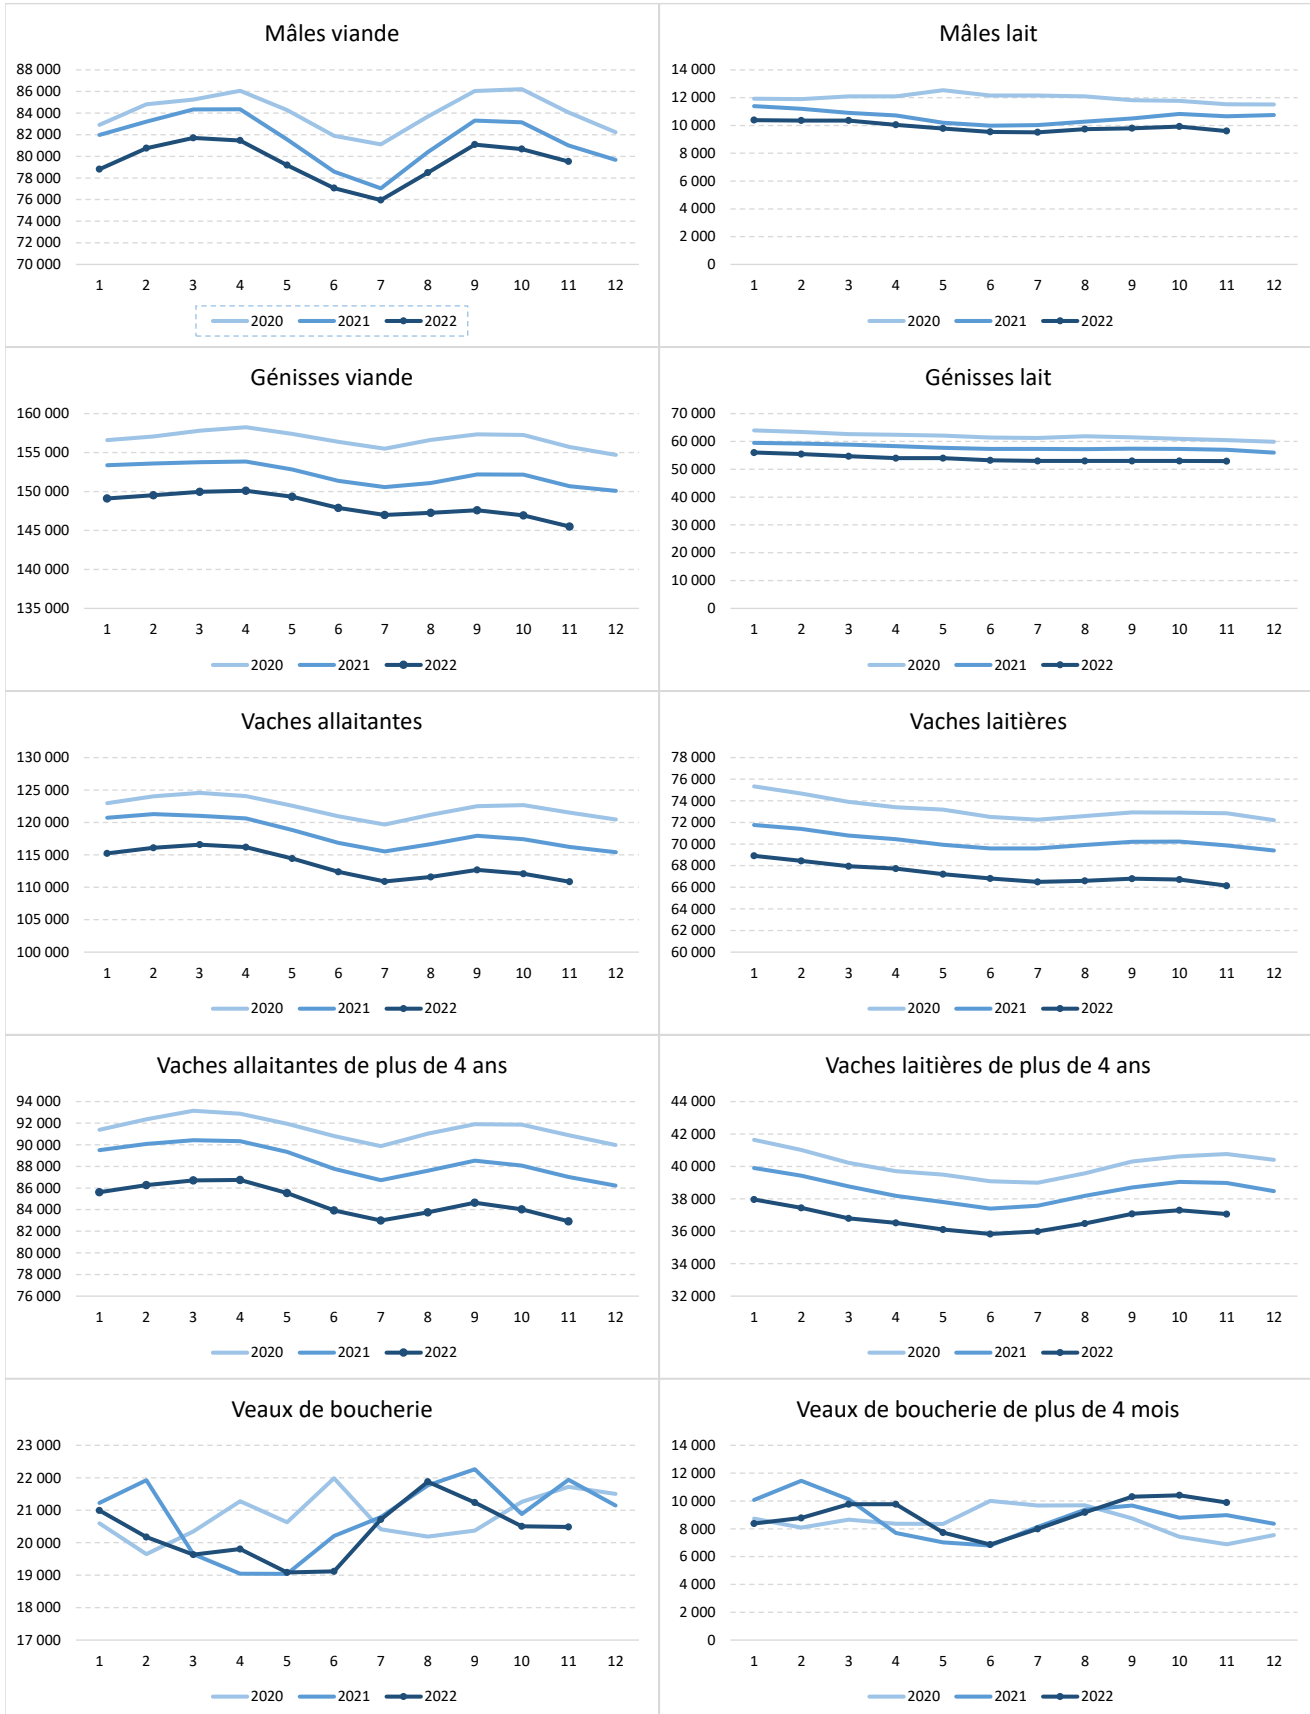 Mâles viande
88 000
86 000
84 000
82 000
80 000
78 000
76 000
74 000
72 000
70 000
1 2 3 4 5 6 7 8 9 10 11 12
2020 2021 2022
Mâles lait
14 000
12 000
10 000
8 000
6 000
4 000
2 000
0
1 2 3 4 5 6 7 8 9 10 11 12
2020 2021 2022
Génisses viande
160 000
155 000
150 000
145 000
140 000
135 000
1 2 3 4 5 6 7 8 9 10 11 12
2020 2021 2022
Génisses lait
70 000
60 000
50 000
40 000
30 000
20 000
10 000
0
1 2 3 4 5 6 7 8 9 10 11 12
2020 2021 2022
Vaches allaitantes
130 000
125 000
120 000
115 000
110 000
105 000
100 000
1 2 3 4 5 6 7 8 9 10 11 12
2020 2021 2022
Vaches laitières
78 000
76 000
74 000
72 000
70 000
68 000
66 000
64 000
62 000
60 000
1 2 3 4 5 6 7 8 9 10 11 12
2020 2021 2022
Vaches allaitantes de plus de 4 ans
94 000
92 000
90 000
88 000
86 000
84 000
82 000
80 000
78 000
76 000
1 2 3 4 5 6 7 8 9 10 11 12
2020 2021 2022
Vaches laitières de plus de 4 ans
44 000
42 000
40 000
38 000
36 000
34 000
32 000
1 2 3 4 5 6 7 8 9 10 11 12
2020 2021 2022
Veaux de boucherie
23 000
22 000
21 000
20 000
19 000
18 000
17 000
1 2 3 4 5 6 7 8 9 10 11 12
2020 2021 2022
Veaux de boucherie de plus de 4 mois
14 000
12 000
10 000
8 000
6 000
4 000
2 000
0
1 2 3 4 5 6 7 8 9 10 11 12
2020 2021 2022